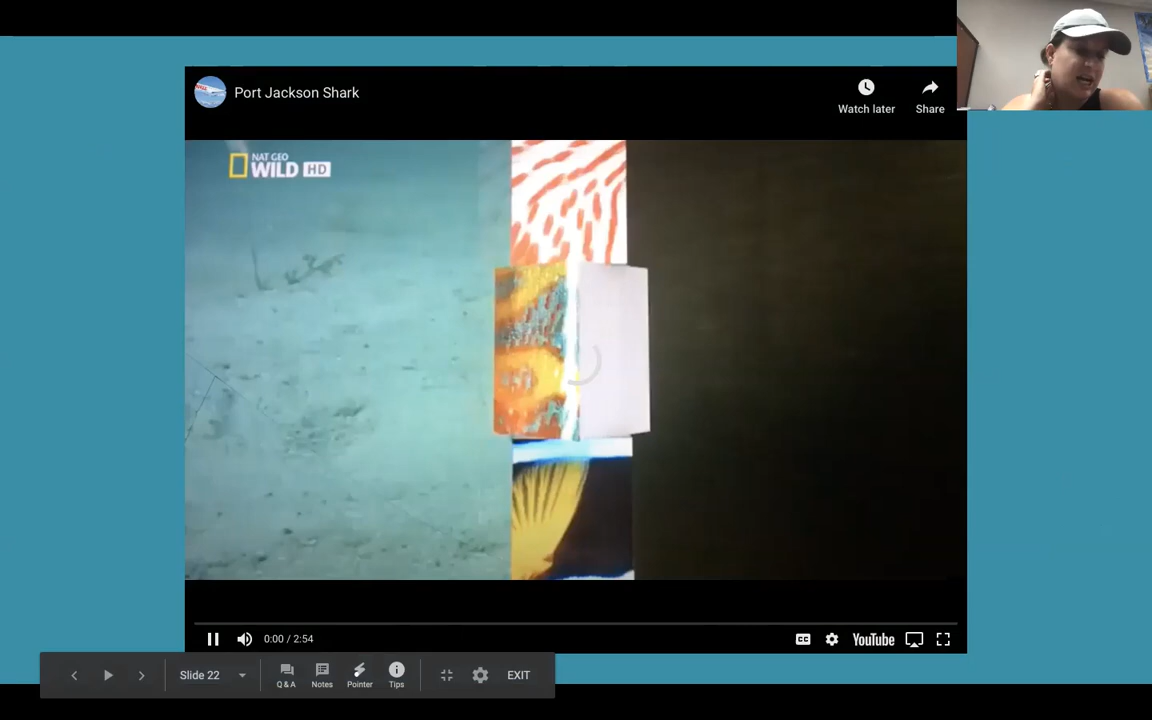 Port Jackson Shark
Watch later
Share
NAT GEO
WILD HD
0:00 / 2:54
CC
YouTube
Slide 22
Q & A
Notes
Pointer
Tips
EXIT